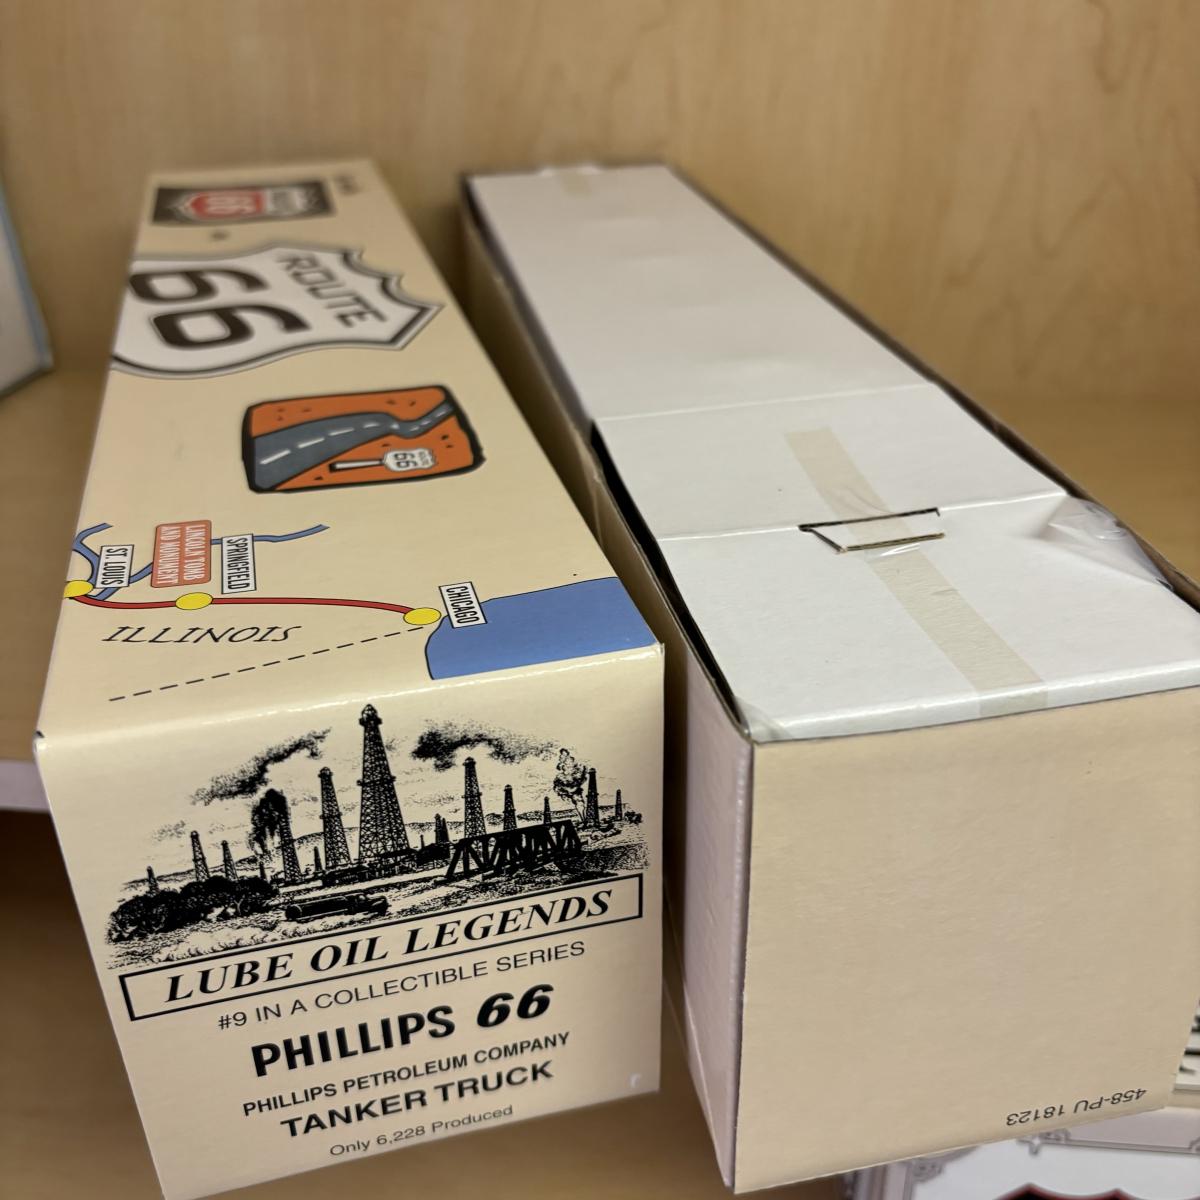 ROUTE
66
ROUTE
66
ST. LOUIS
LINCOLN TOMB
AND MONUMENT
SPRINGFIELD
CHICAGO
ILLINOIS
LUBE OIL LEGENDS
#9 IN A COLLECTIBLE SERIES
PHILLIPS 66
PHILLIPS PETROLEUM COMPANY
TANKER TRUCK
Only 6,228 Produced
458-PU 18123